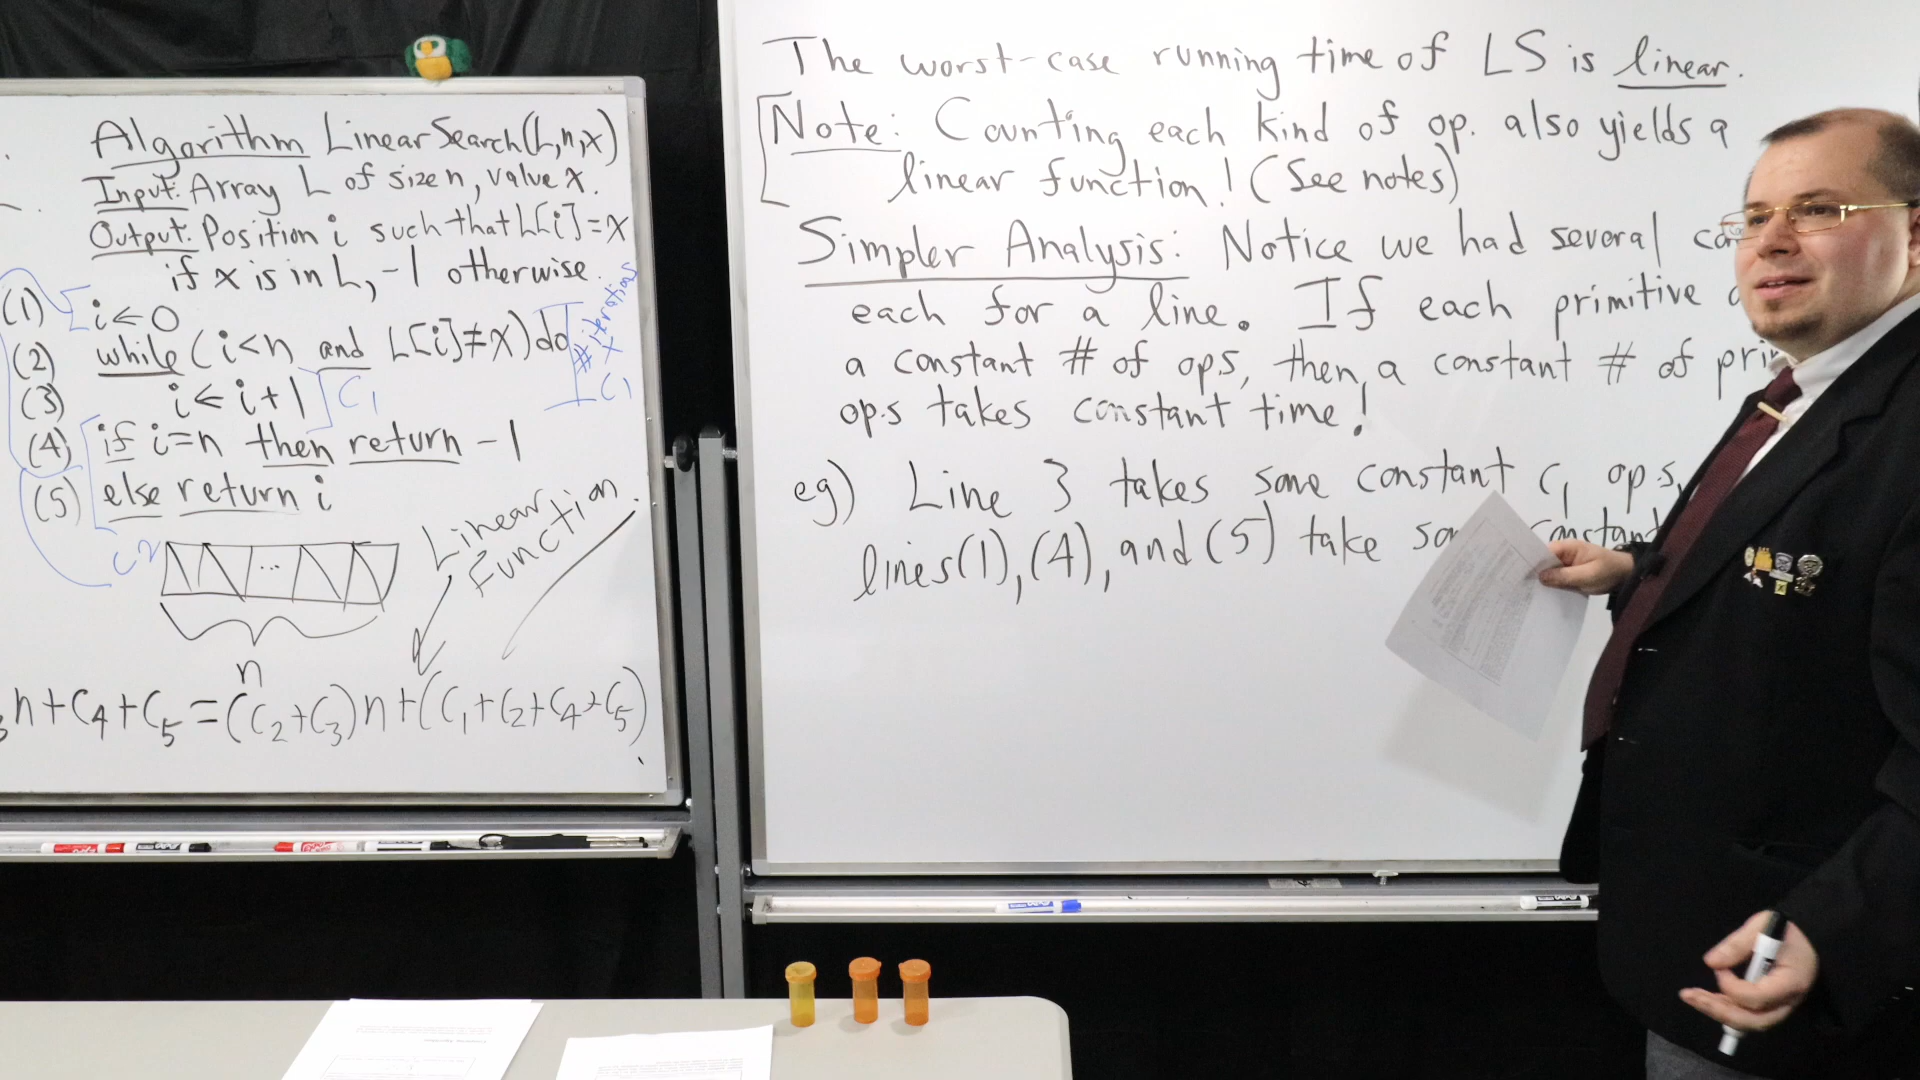 Algorithm LinearSearch(L,n,x)
Input: Array L of size n, value x.
Output: Position i such that L[i]=x
if x is in L, -1 otherwise.
(1) i←0
(2) while (i<n and L[i]≠x) do
(3) i←i+1
(4) if i=n then return -1
(5) else return i
C1
# iterations
×
C1
C2
...
n
Linear
Function.
n+C4+C5=(C2+C3)n+(C1+C2+C4+C5)
The worst-case running time of LS is linear.
Note: Counting each kind of op. also yields a
linear function! (See notes)
Simpler Analysis: Notice we had several
each for a line. If each primitive
a constant # of op.s, then, a constant # of
op.s takes constant time!
eg) Line 3 takes some constant C1 op.s,
lines (1), (4), and (5) take constant